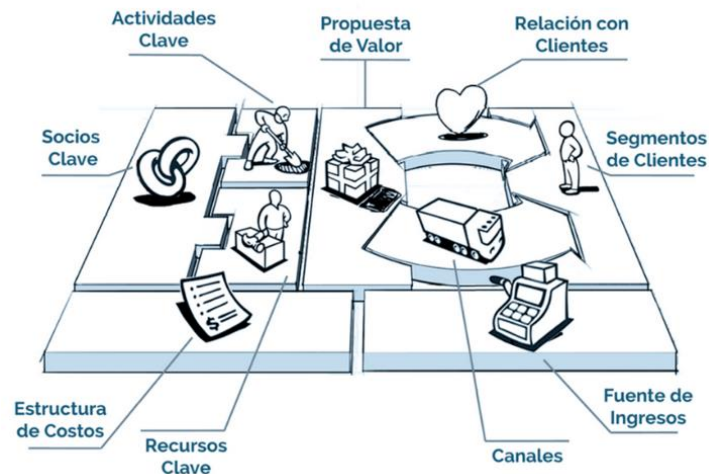 Actividades
Clave
Propuesta
de Valor
Relación con
Clientes
Socios
Clave
Segmentos
de Clientes
$
Estructura
de Costos
Recursos
Clave
Canales
Fuente de
Ingresos